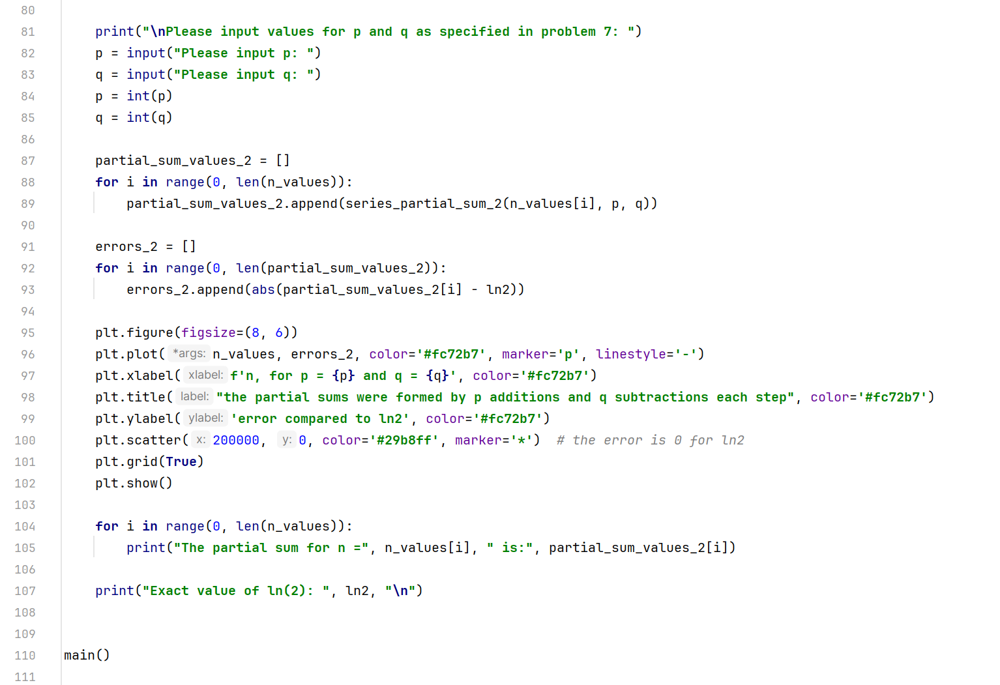 80
81 print("\nPlease input values for p and q as specified in problem 7: ")
82 p = input("Please input p: ")
83 q = input("Please input q: ")
84 p = int(p)
85 q = int(q)
86
87 partial_sum_values_2 = []
88 for i in range(0, len(n_values)):
89 partial_sum_values_2.append(series_partial_sum_2(n_values[i], p, q))
90
91 errors_2 = []
92 for i in range(0, len(partial_sum_values_2)):
93 errors_2.append(abs(partial_sum_values_2[i] - ln2))
94
95 plt.figure(figsize=(8, 6))
96 plt.plot( *args: n_values, errors_2, color='#fc72b7', marker='p', linestyle='-')
97 plt.xlabel( xlabel: f'n, for p = {p} and q = {q}', color='#fc72b7')
98 plt.title( label: "the partial sums were formed by p additions and q subtractions each step", color='#fc72b7')
99 plt.ylabel( ylabel: 'error compared to ln2', color='#fc72b7')
100 plt.scatter( x: 200000, y: 0, color='#29b8ff', marker='*')  # the error is 0 for ln2
101 plt.grid(True)
102 plt.show()
103
104 for i in range(0, len(n_values)):
105 print("The partial sum for n =", n_values[i], " is:", partial_sum_values_2[i])
106
107 print("Exact value of ln(2): ", ln2, "\n")
108
109
110 main()
111